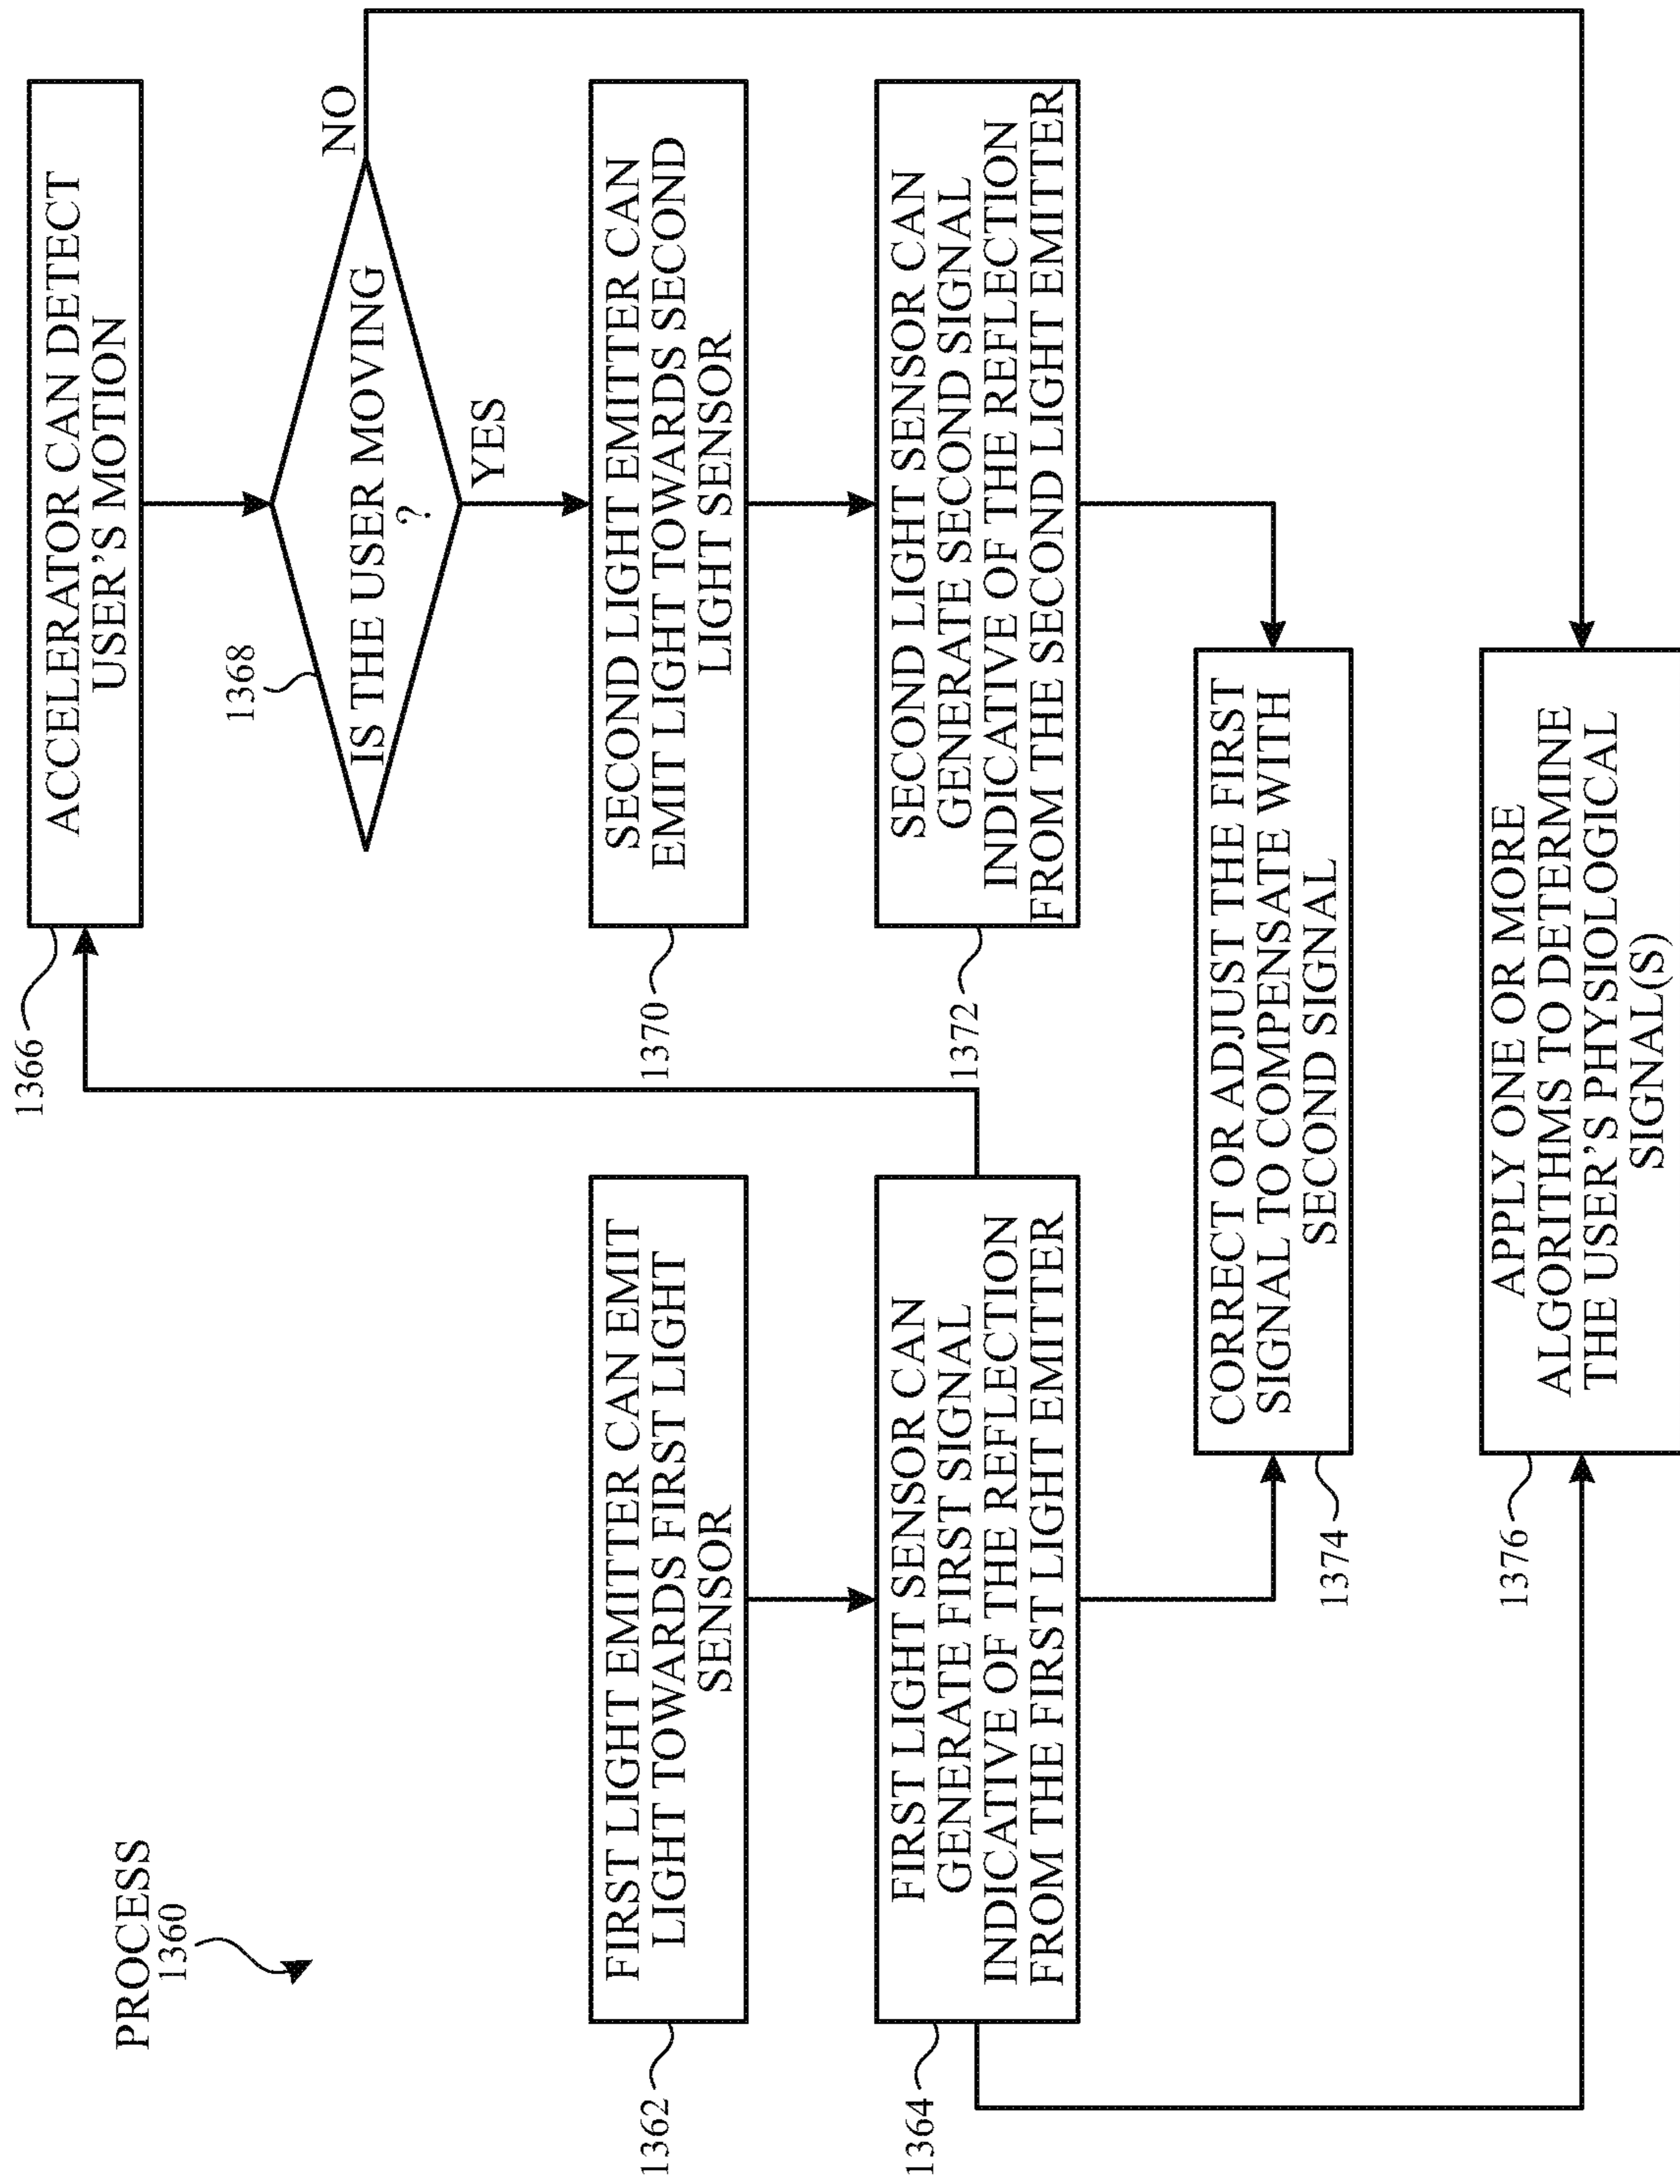 PROCESS
1360
1362
FIRST LIGHT EMITTER CAN EMIT
LIGHT TOWARDS FIRST LIGHT
SENSOR
1364
FIRST LIGHT SENSOR CAN
GENERATE FIRST SIGNAL
INDICATIVE OF THE REFLECTION
FROM THE FIRST LIGHT EMITTER
1366
ACCELERATOR CAN DETECT
USER'S MOTION
1368
IS THE USER MOVING
?
NO
YES
1370
SECOND LIGHT EMITTER CAN
EMIT LIGHT TOWARDS SECOND
LIGHT SENSOR
1372
SECOND LIGHT SENSOR CAN
GENERATE SECOND SIGNAL
INDICATIVE OF THE REFLECTION
FROM THE SECOND LIGHT EMITTER
1374
CORRECT OR ADJUST THE FIRST
SIGNAL TO COMPENSATE WITH
SECOND SIGNAL
1376
APPLY ONE OR MORE
ALGORITHMS TO DETERMINE
THE USER'S PHYSIOLOGICAL
SIGNAL(S)